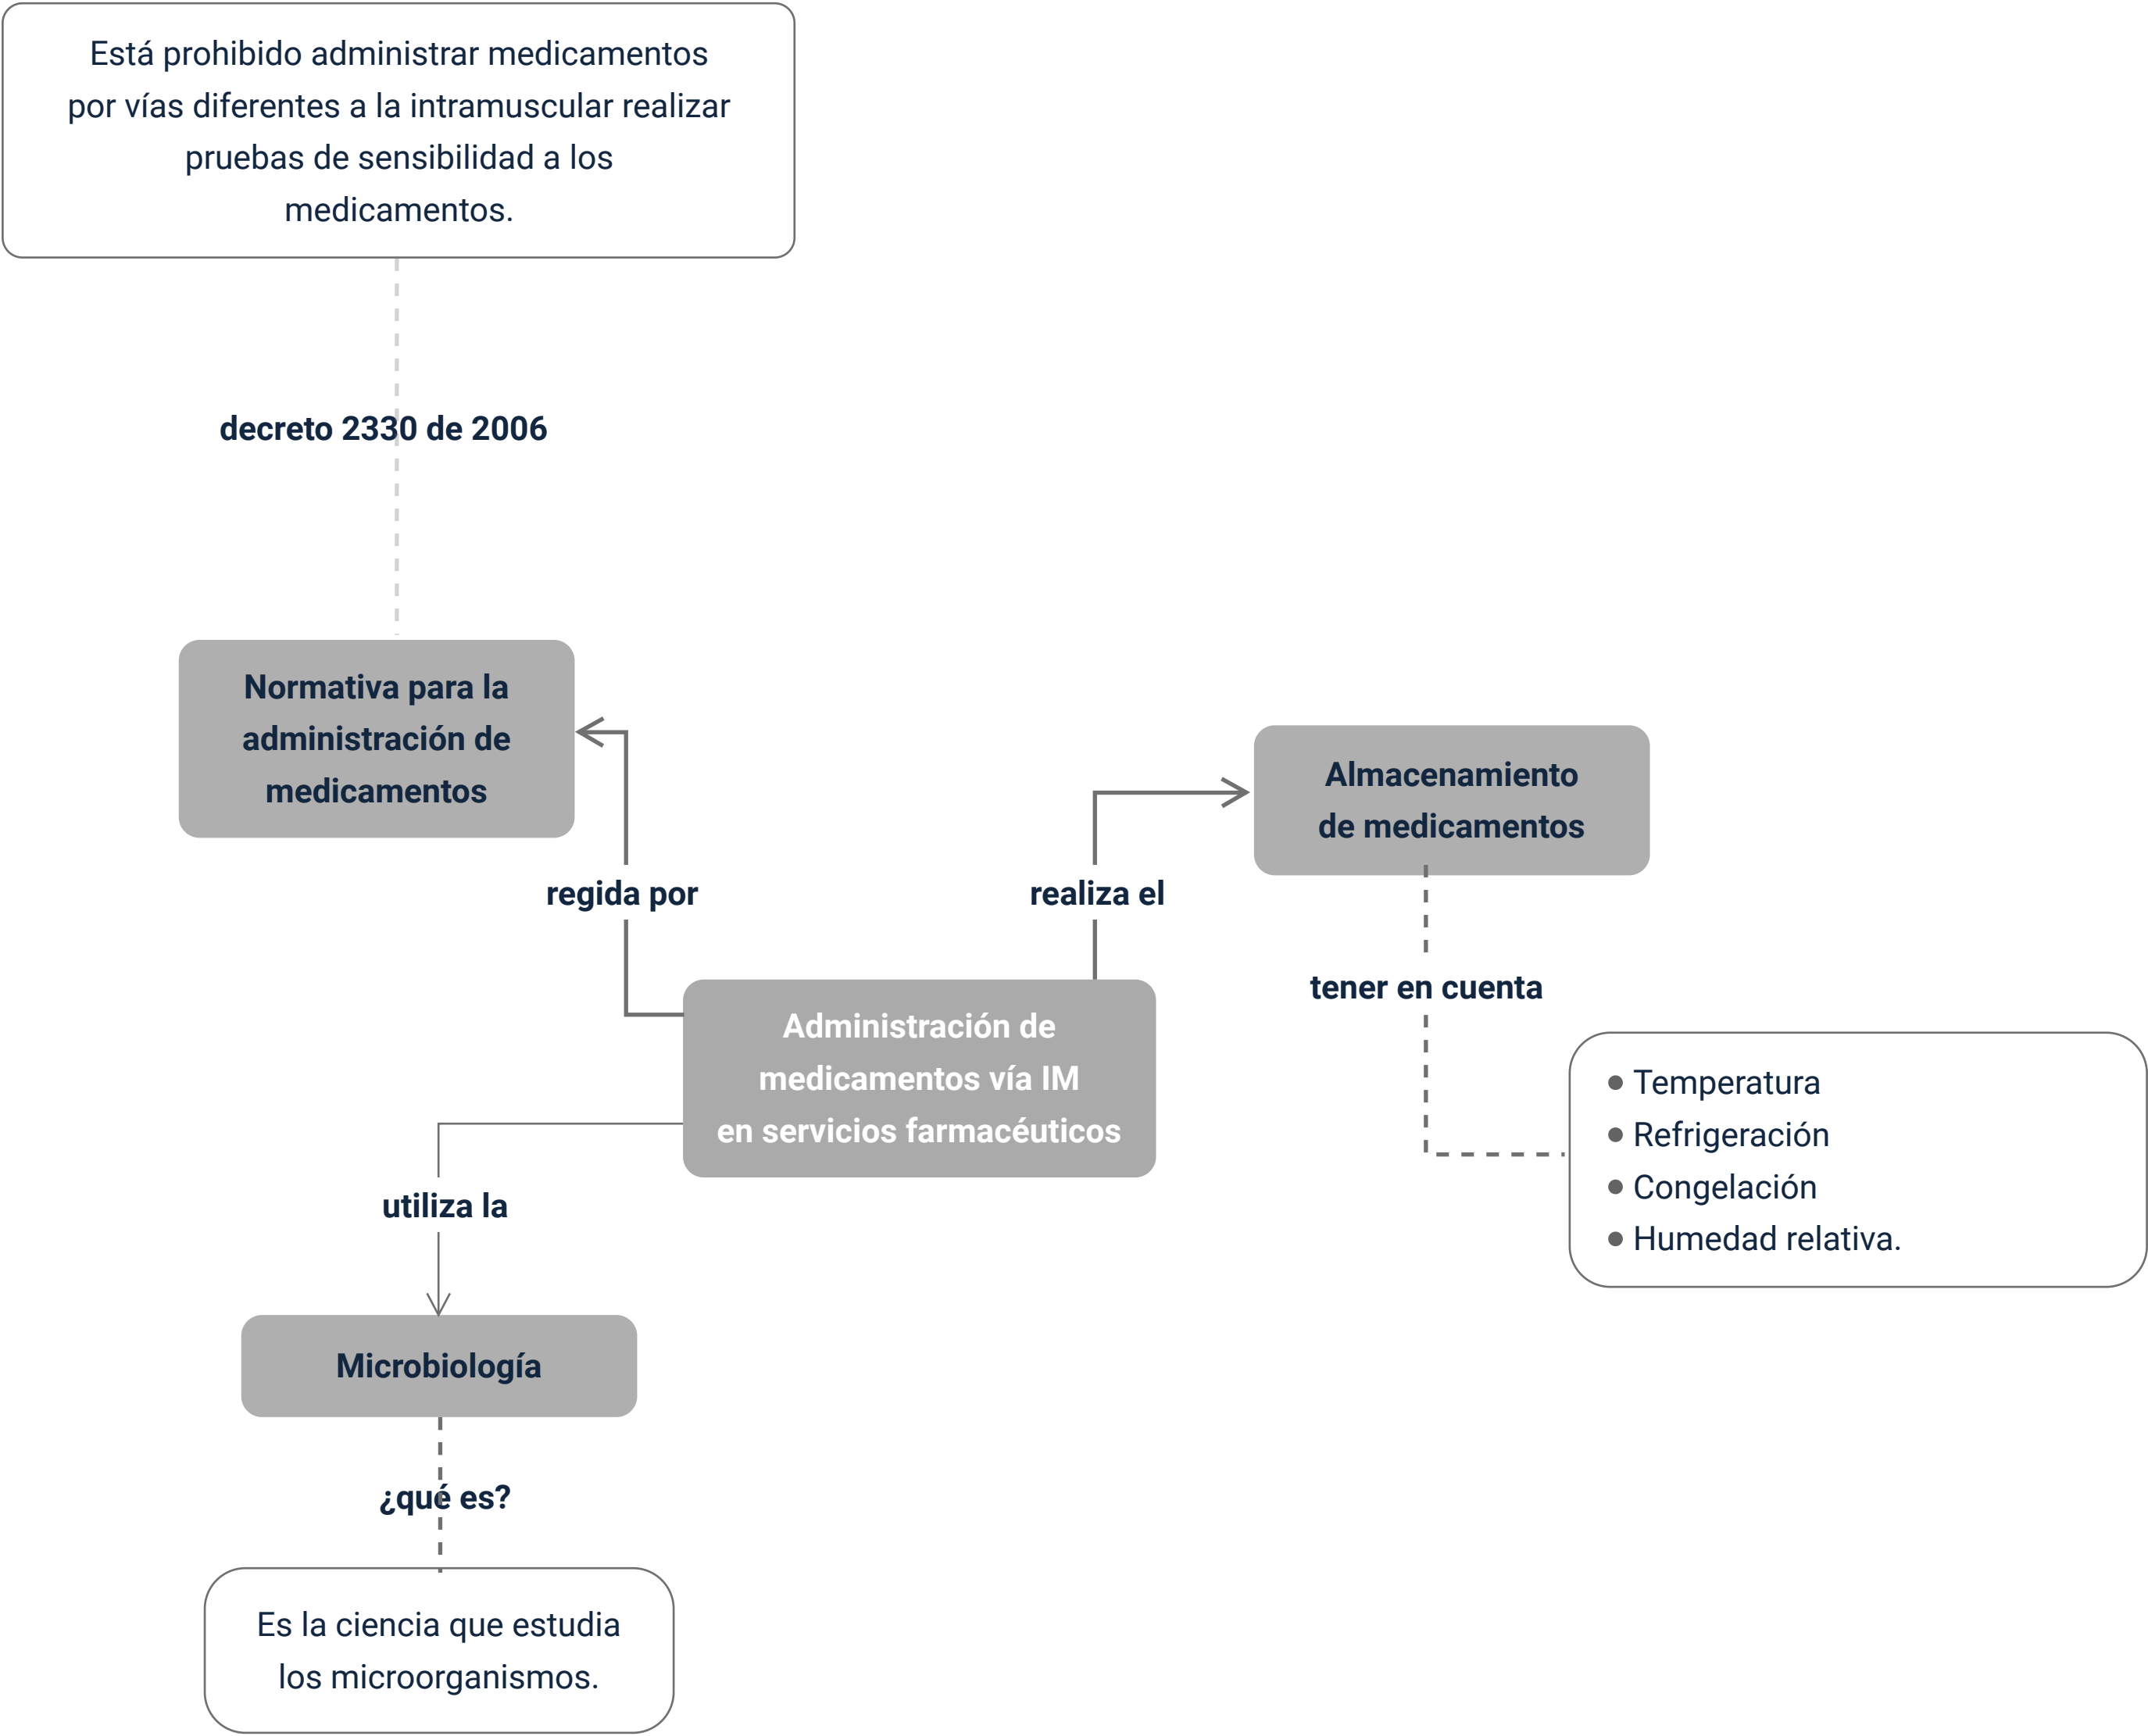 Está prohibido administrar medicamentos
por vías diferentes a la intramuscular realizar
pruebas de sensibilidad a los
medicamentos.
decreto 2330 de 2006
Normativa para la
administración de
medicamentos
Almacenamiento
de medicamentos
regida por
realiza el
tener en cuenta
Administración de
medicamentos vía IM
en servicios farmacéuticos
Temperatura
Refrigeración
Congelación
Humedad relativa.
utiliza la
Microbiología
¿qué es?
Es la ciencia que estudia
los microorganismos.